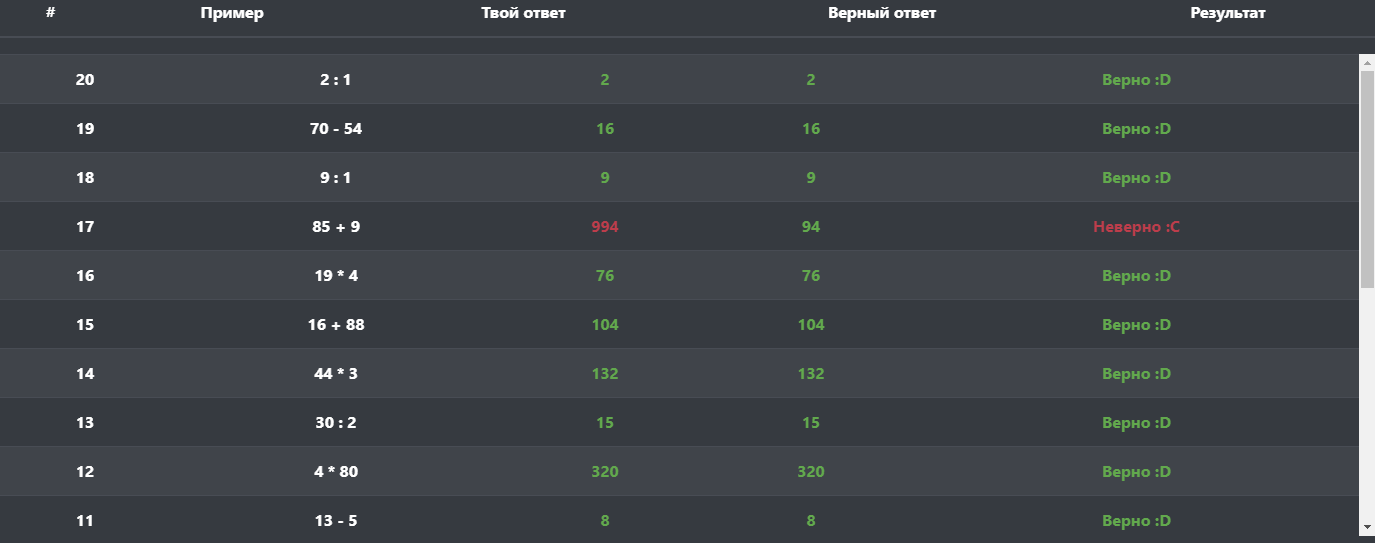 # Пример Твой ответ Верный ответ Результат
20 2 : 1 2 2 Верно :D
19 70 - 54 16 16 Верно :D
18 9 : 1 9 9 Верно :D
17 85 + 9 994 94 Неверно :C
16 19 * 4 76 76 Верно :D
15 16 + 88 104 104 Верно :D
14 44 * 3 132 132 Верно :D
13 30 : 2 15 15 Верно :D
12 4 * 80 320 320 Верно :D
11 13 - 5 8 8 Верно :D